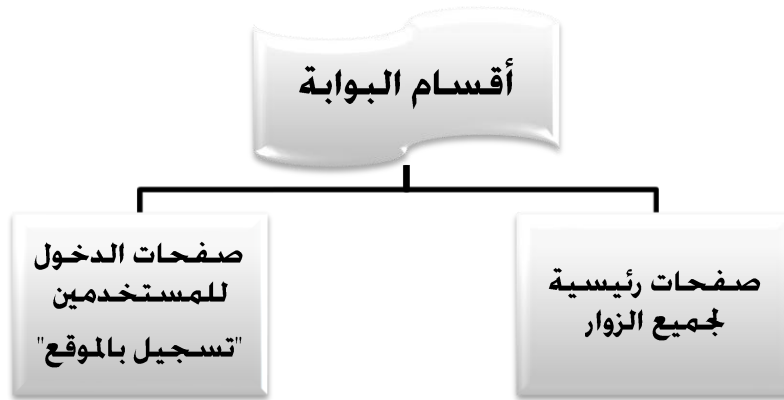 أقسام البوابة
صفحات رئيسية
لجميع الزوار
صفحات الدخول
للمستخدمين
"تسجيل بالموقع"